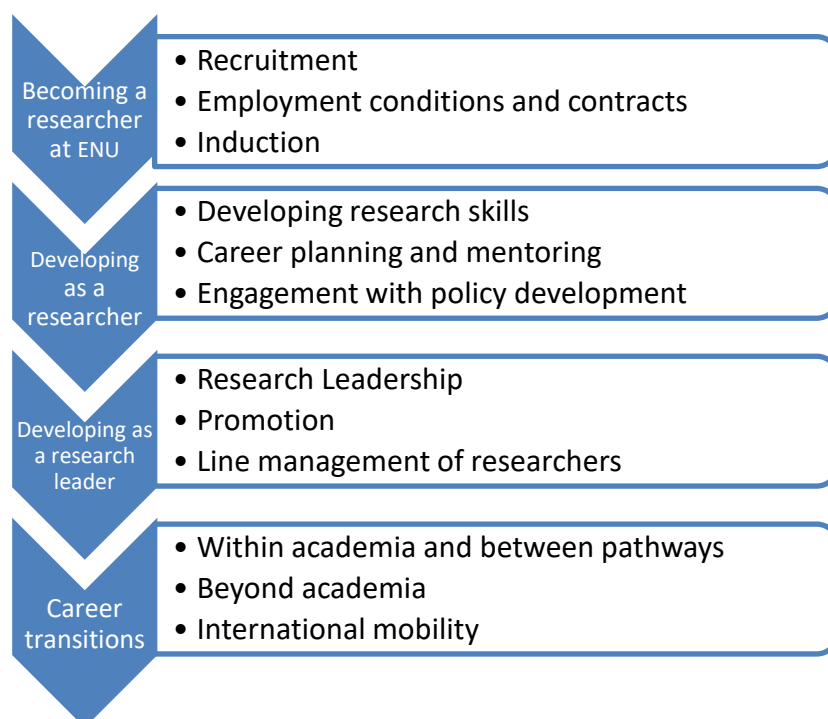 Becoming a
researcher
at ENU
• Recruitment
• Employment conditions and contracts
• Induction
Developing
as a
researcher
• Developing research skills
• Career planning and mentoring
• Engagement with policy development
Developing as
a research
leader
• Research Leadership
• Promotion
• Line management of researchers
Career
transitions
• Within academia and between pathways
• Beyond academia
• International mobility